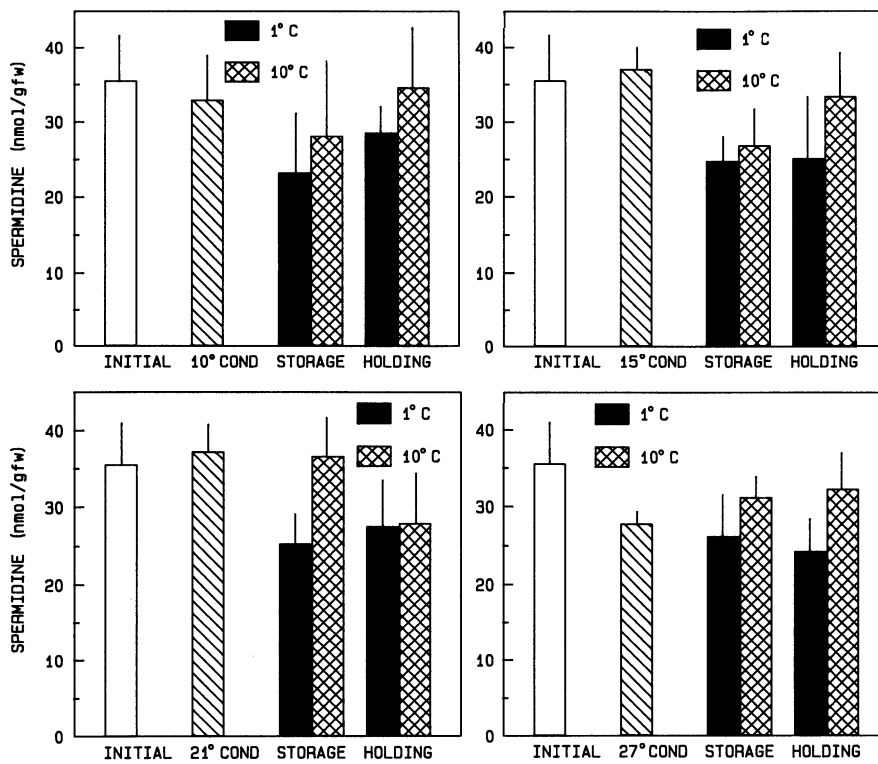 SPERMIDINE (nmol/gfw)
40
30
20
10
0
1° C
10° C
INITIAL 10° COND STORAGE HOLDING
40
30
20
10
0
1° C
10° C
INITIAL 15° COND STORAGE HOLDING
SPERMIDINE (nmol/gfw)
40
30
20
10
0
1° C
10° C
INITIAL 21° COND STORAGE HOLDING
40
30
20
10
0
1° C
10° C
INITIAL 27° COND STORAGE HOLDING